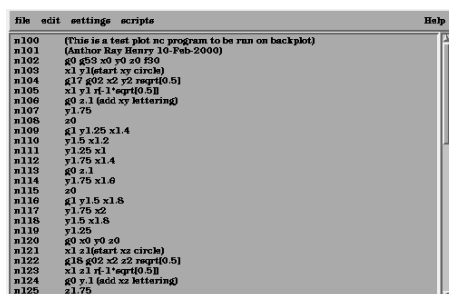 file edit settings scripts Help
n100 (This is a test plot nc program to be run on backplot)
n101 (Author Ray Henry 10-Feb-2000)
n102 g0 g53 x0 y0 z0 f30
n103 x1 y1(start xy circle)
n104 g17 g02 x2 y2 rsqrt[0.5]
n105 x1 y1 r[-1*sqrt[0.5]]
n106 g0 z.1 (add xy lettering)
n107 y1.75
n108 z0
n109 g1 y1.25 x1.4
n110 y1.5 x1.2
n111 y1.25 x1
n112 y1.75 x1.4
n113 g0 z.1
n114 y1.75 x1.6
n115 z0
n116 g1 y1.5 x1.8
n117 y1.75 x2
n118 y1.5 x1.8
n119 y1.25
n120 g0 x0 y0 z0
n121 x1 z1(start xz circle)
n122 g18 g02 x2 z2 rsqrt[0.5]
n123 x1 z1 r[-1*sqrt[0.5]]
n124 g0 y.1 (add xz lettering)
n125 z1.75